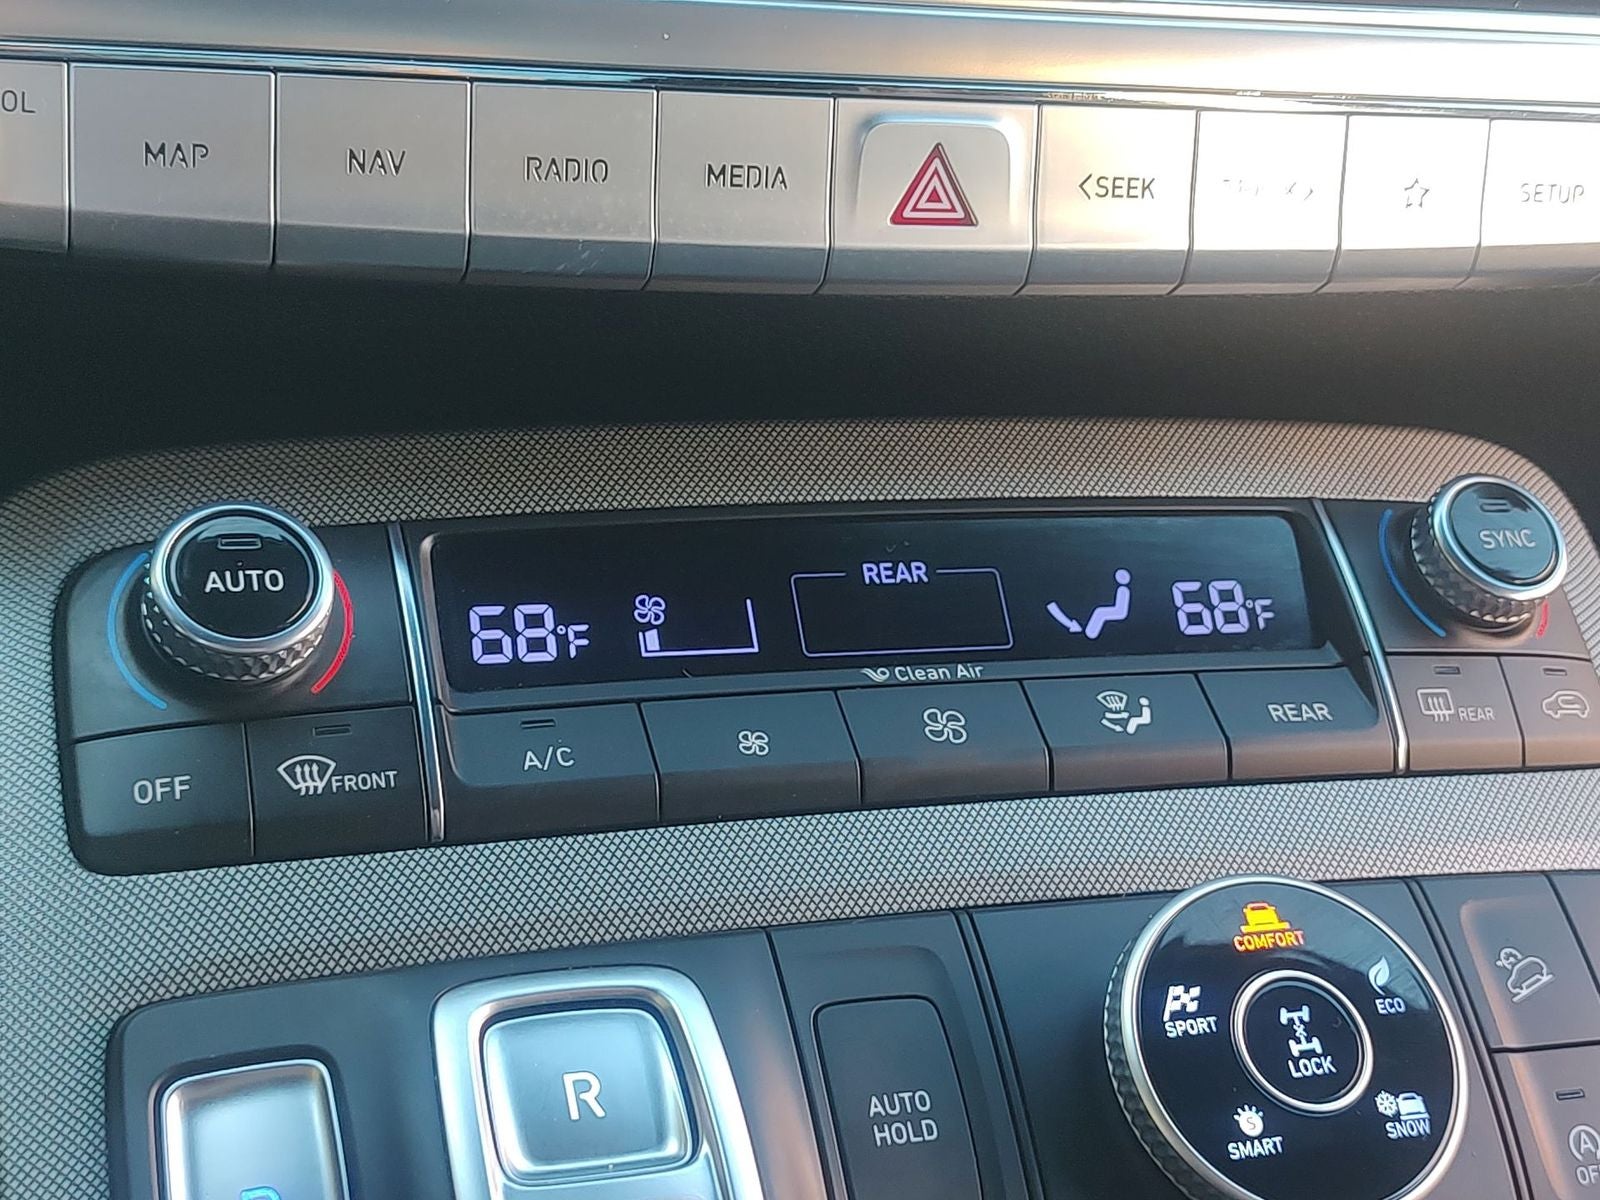 OL
MAP
NAV
RADIO
MEDIA
<SEEK
SETUP
AUTO
68°F
REAR
68°F
SYNC
Clean Air
OFF
FRONT
A/C
REAR
REAR
COMFORT
SPORT
ECO
LOCK
SMART
SNOW
R
AUTO
HOLD
A
OF